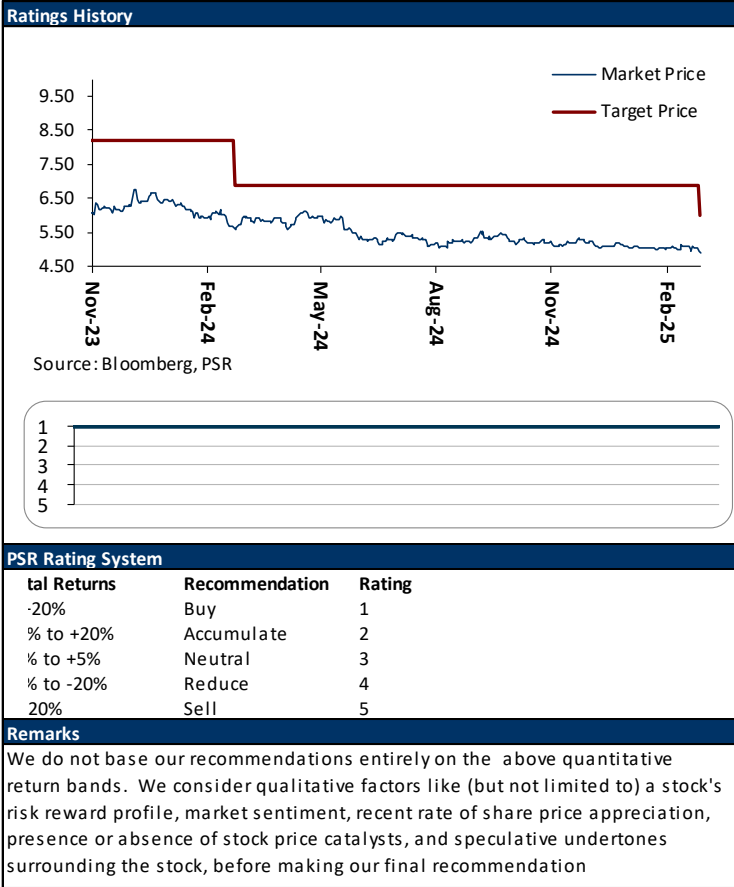 Ratings History
Market Price
Target Price
9.50
8.50
7.50
6.50
5.50
4.50
Nov-23
Feb-24
May-24
Aug-24
Nov-24
Feb-25
Source: Bloomberg, PSR
1
2
3
4
5
PSR Rating System
tal Returns Recommendation Rating
-20% Buy 1
% to +20% Accumulate 2
% to +5% Neutral 3
% to -20% Reduce 4
20% Sell 5
Remarks
We do not base our recommendations entirely on the above quantitative
return bands. We consider qualitative factors like (but not limited to) a stock's
risk reward profile, market sentiment, recent rate of share price appreciation,
presence or absence of stock price catalysts, and speculative undertones
surrounding the stock, before making our final recommendation